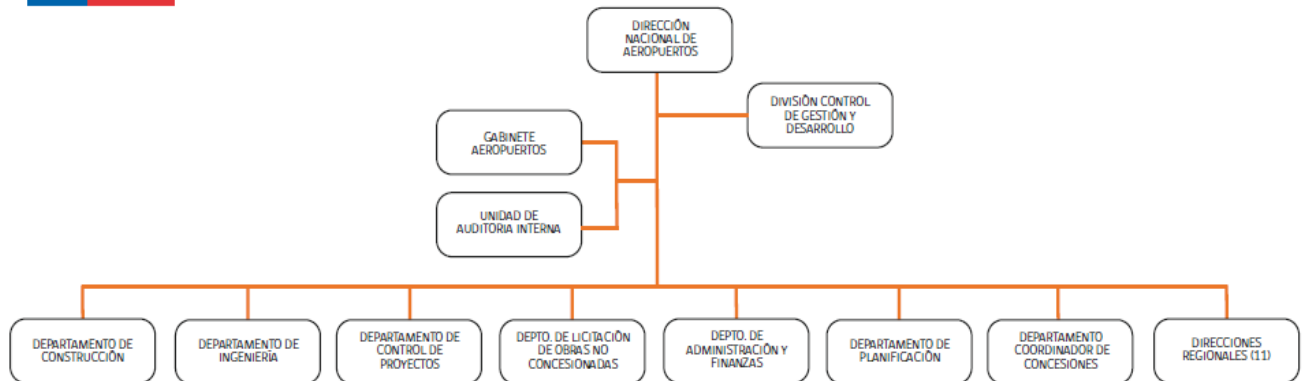 DIRECCIÓN
NACIONAL DE
AEROPUERTOS
DIVISIÓN CONTROL
DE GESTIÓN Y
DESARROLLO
GABINETE
AEROPUERTOS
UNIDAD DE
AUDITORIA INTERNA
DEPARTAMENTO DE
CONSTRUCCIÓN
DEPARTAMENTO DE
INGENIERÍA
DEPARTAMENTO DE
CONTROL DE
PROYECTOS
DEPTO. DE LICITACIÓN
DE OBRAS NO
CONCESIONADAS
DEPTO. DE
ADMINISTRACIÓN Y
FINANZAS
DEPARTAMENTO DE
PLANIFICACIÓN
DEPARTAMENTO
COORDINADOR DE
CONCESIONES
DIRECCIONES
REGIONALES (11)